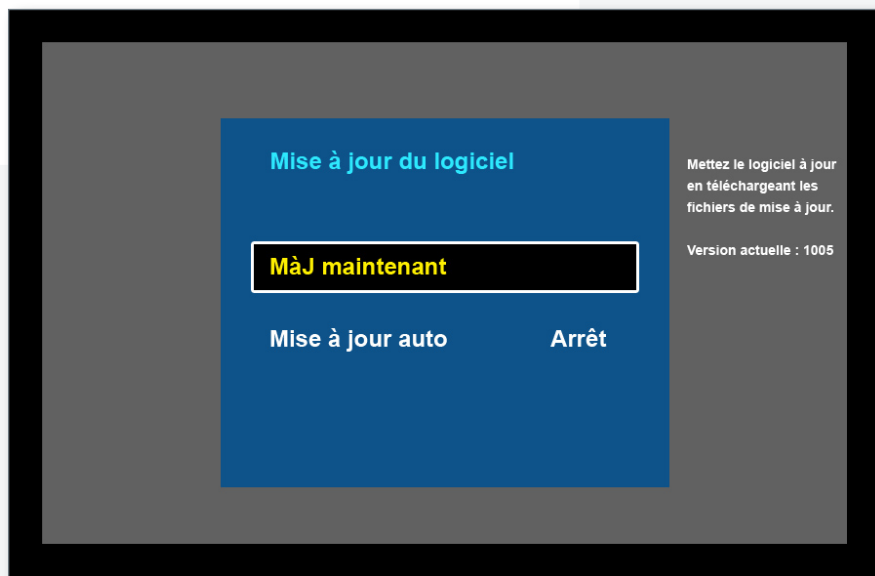 Mise à jour du logiciel
MàJ maintenant
Mise à jour auto Arrêt
Mettez le logiciel à jour
en téléchargeant les
fichiers de mise à jour.
Version actuelle : 1005